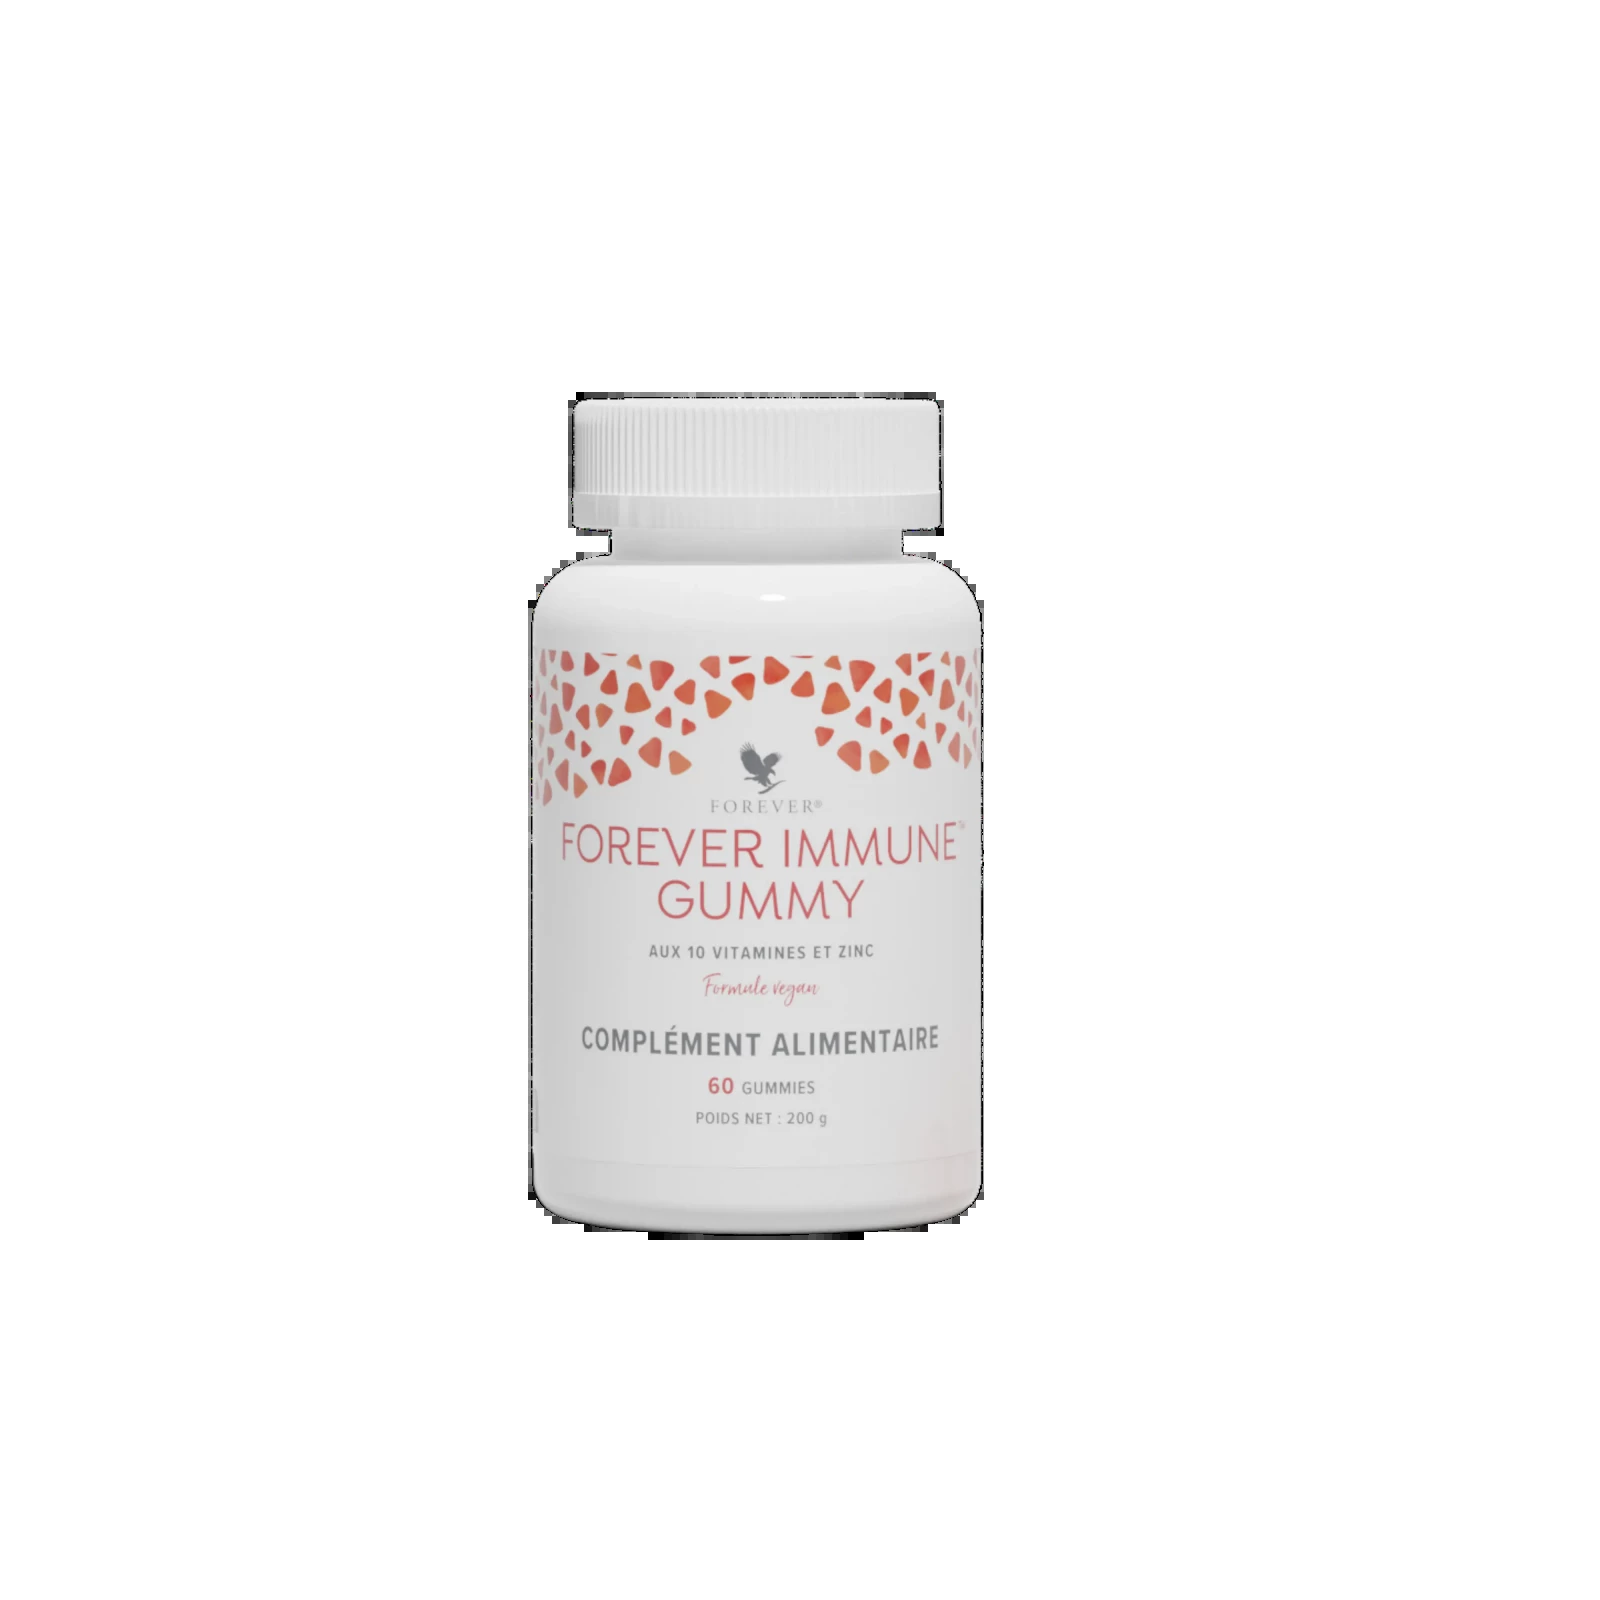 FOREVER®
FOREVER IMMUNE™
GUMMY
AUX 10 VITAMINES ET ZINC
Formule vegan
COMPLÉMENT ALIMENTAIRE
60 GUMMIES
POIDS NET : 200 g